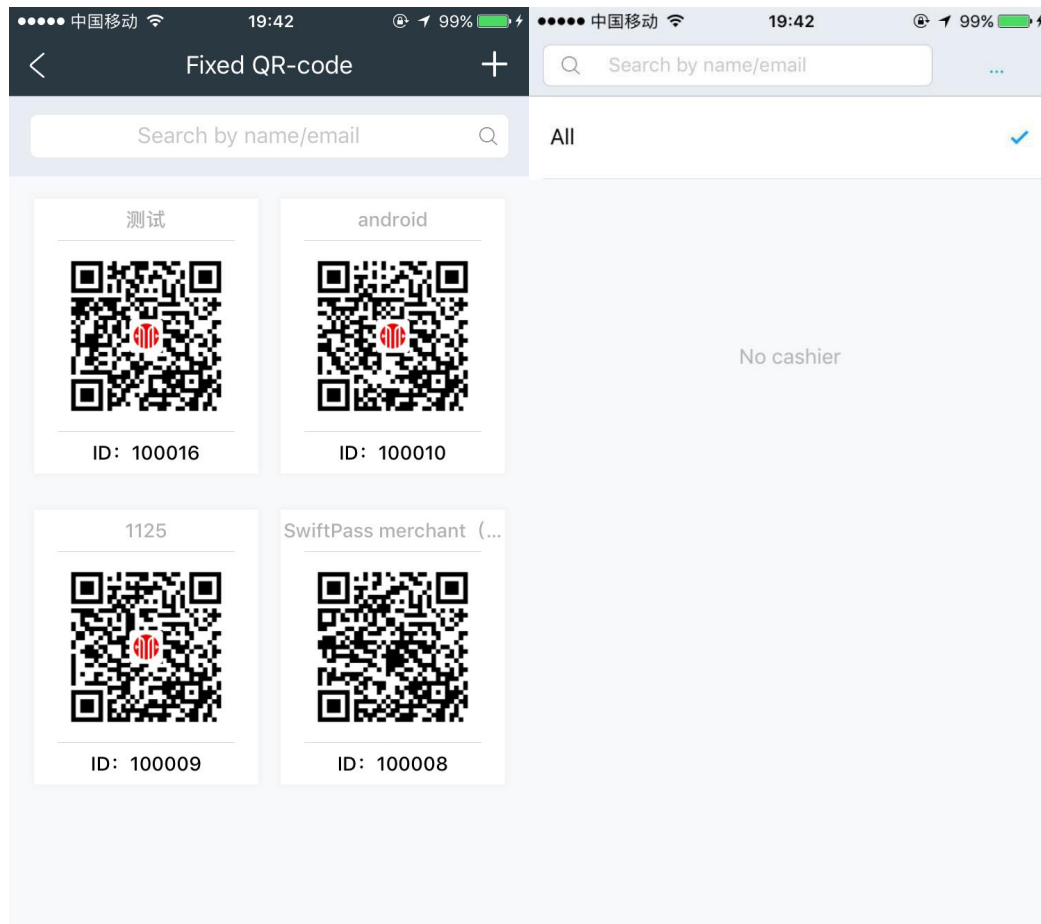 中国移动 19:42 99%
Fixed QR-code
Search by name/email
测试
ID：100016
android
ID：100010
1125
ID：100009
SwiftPass merchant（...
ID：100008
中国移动 19:42 99%
Search by name/email ...
All
No cashier